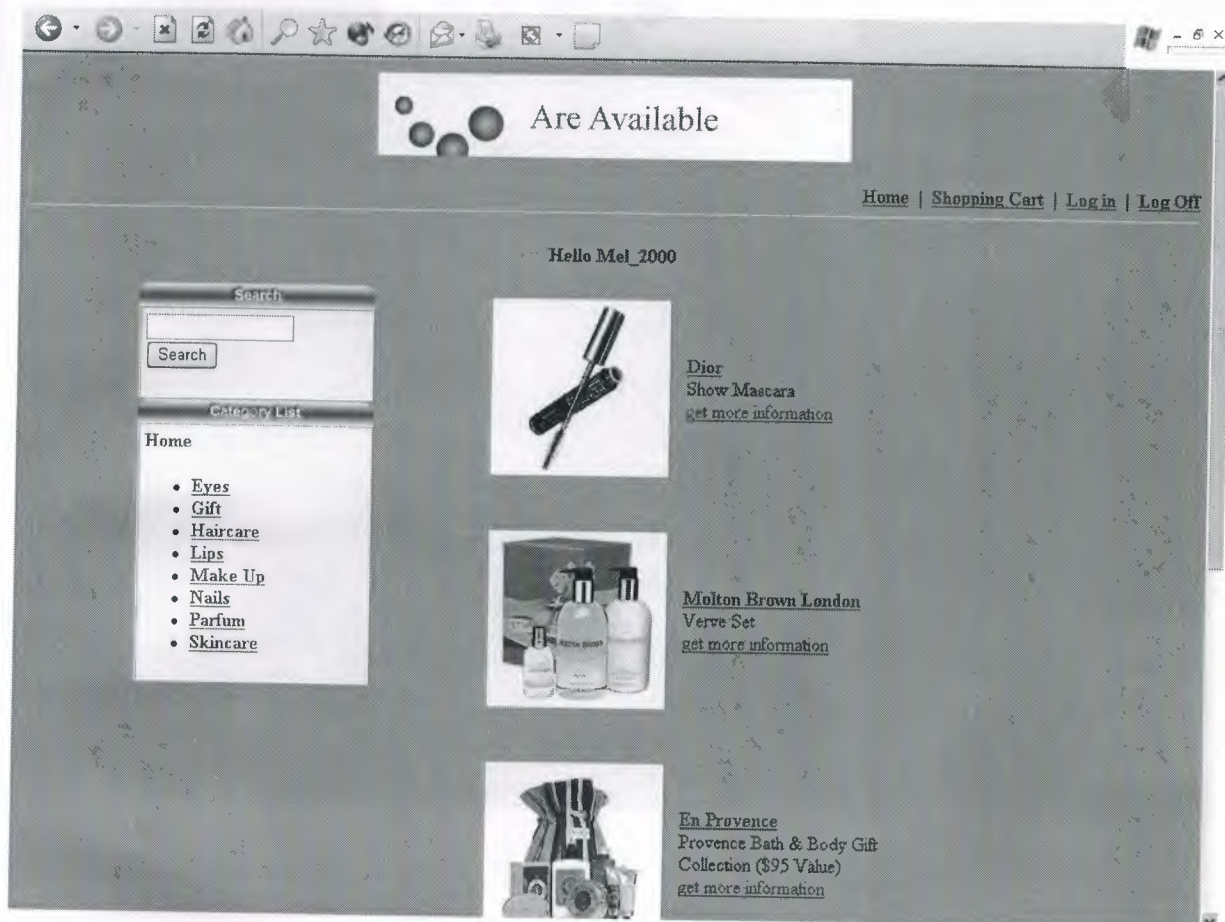 Are Available
Home | Shopping Cart | Log in | Log Off
Hello Mel_2000
Search
Search
Category List
Home
• Eyes
• Gift
• Haircare
• Lips
• Make Up
• Nails
• Parfum
• Skincare
Dior
Show Mascara
get more information
Molton Brown London
Verve Set
get more information
En Provence
Provence Bath & Body Gift
Collection ($95 Value)
get more information